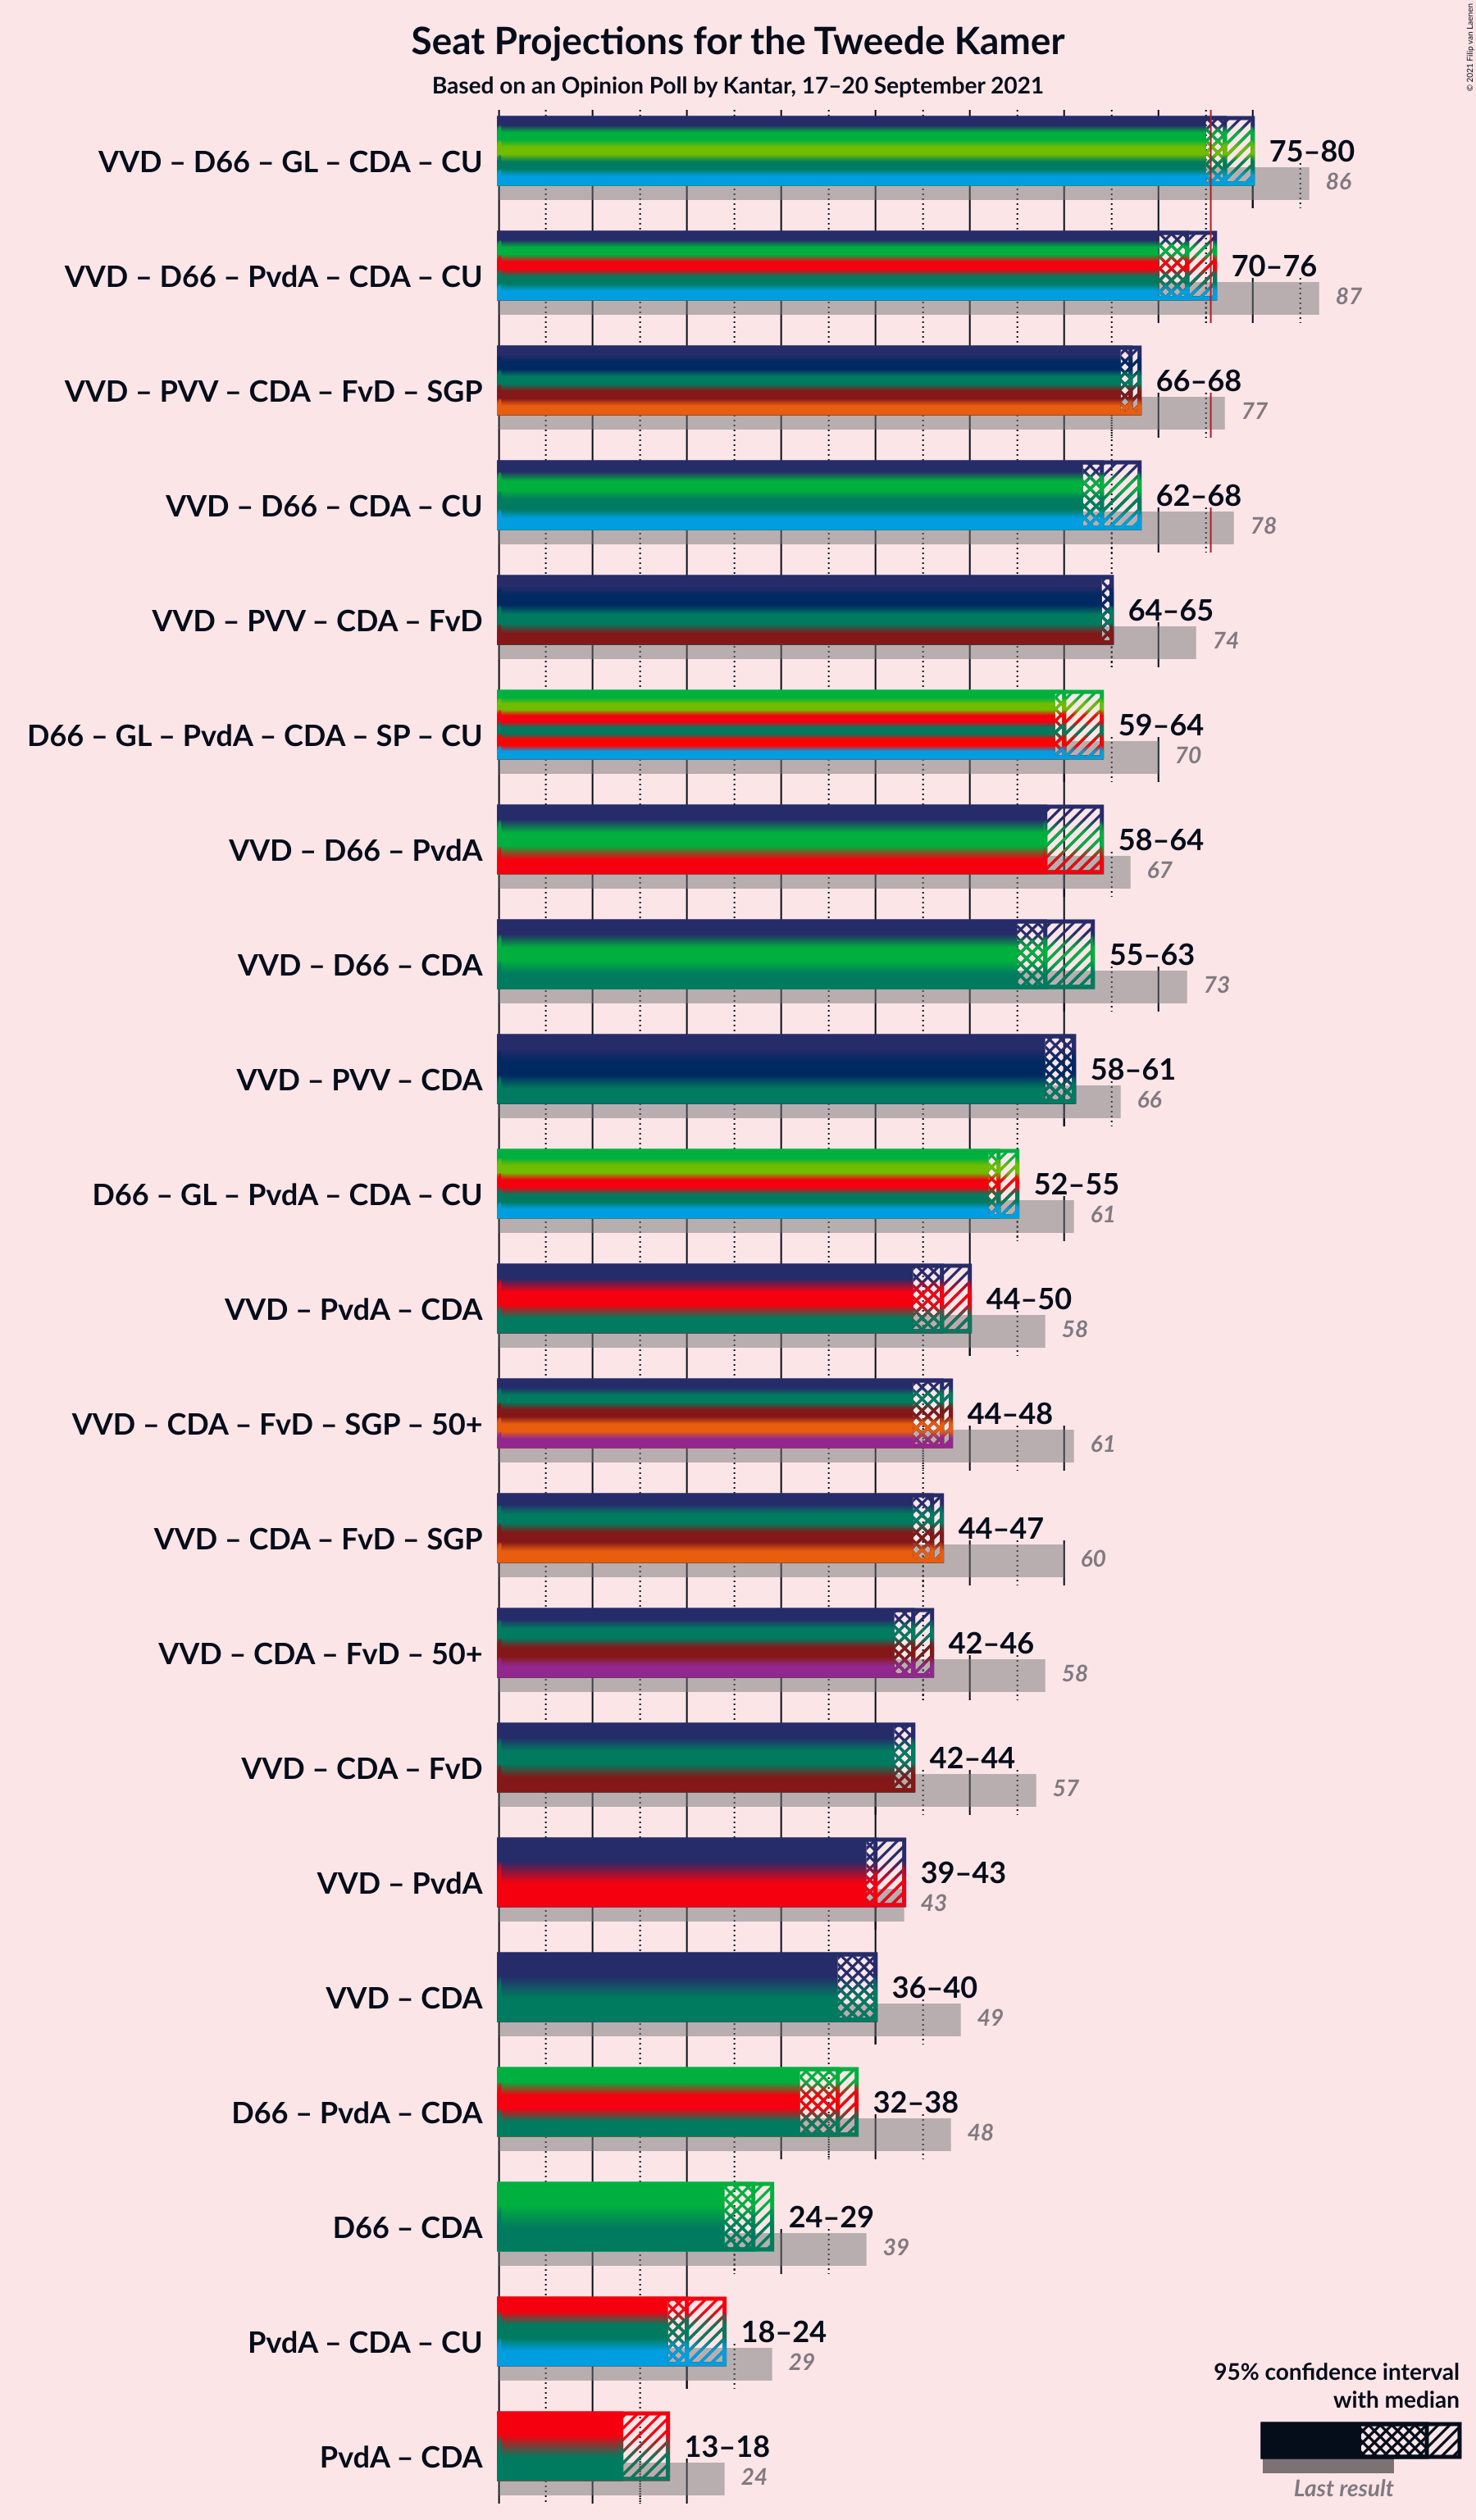 © 2021 Filip van Laenen
Seat Projections for the Tweede Kamer
Based on an Opinion Poll by Kantar, 17–20 September 2021
VVD – D66 – GL – CDA – CU
75–80
86
VVD – D66 – PvdA – CDA – CU
70–76
87
VVD – PVV – CDA – FvD – SGP
66–68
77
VVD – D66 – CDA – CU
62–68
78
VVD – PVV – CDA – FvD
64–65
74
D66 – GL – PvdA – CDA – SP – CU
59–64
70
VVD – D66 – PvdA
58–64
67
VVD – D66 – CDA
55–63
73
VVD – PVV – CDA
58–61
66
D66 – GL – PvdA – CDA – CU
52–55
61
VVD – PvdA – CDA
44–50
58
VVD – CDA – FvD – SGP – 50+
44–48
61
VVD – CDA – FvD – SGP
44–47
60
VVD – CDA – FvD – 50+
42–46
58
VVD – CDA – FvD
42–44
57
VVD – PvdA
39–43
43
VVD – CDA
36–40
49
D66 – PvdA – CDA
32–38
48
D66 – CDA
24–29
39
PvdA – CDA – CU
18–24
29
PvdA – CDA
13–18
24
95% confidence interval
with median
Last result